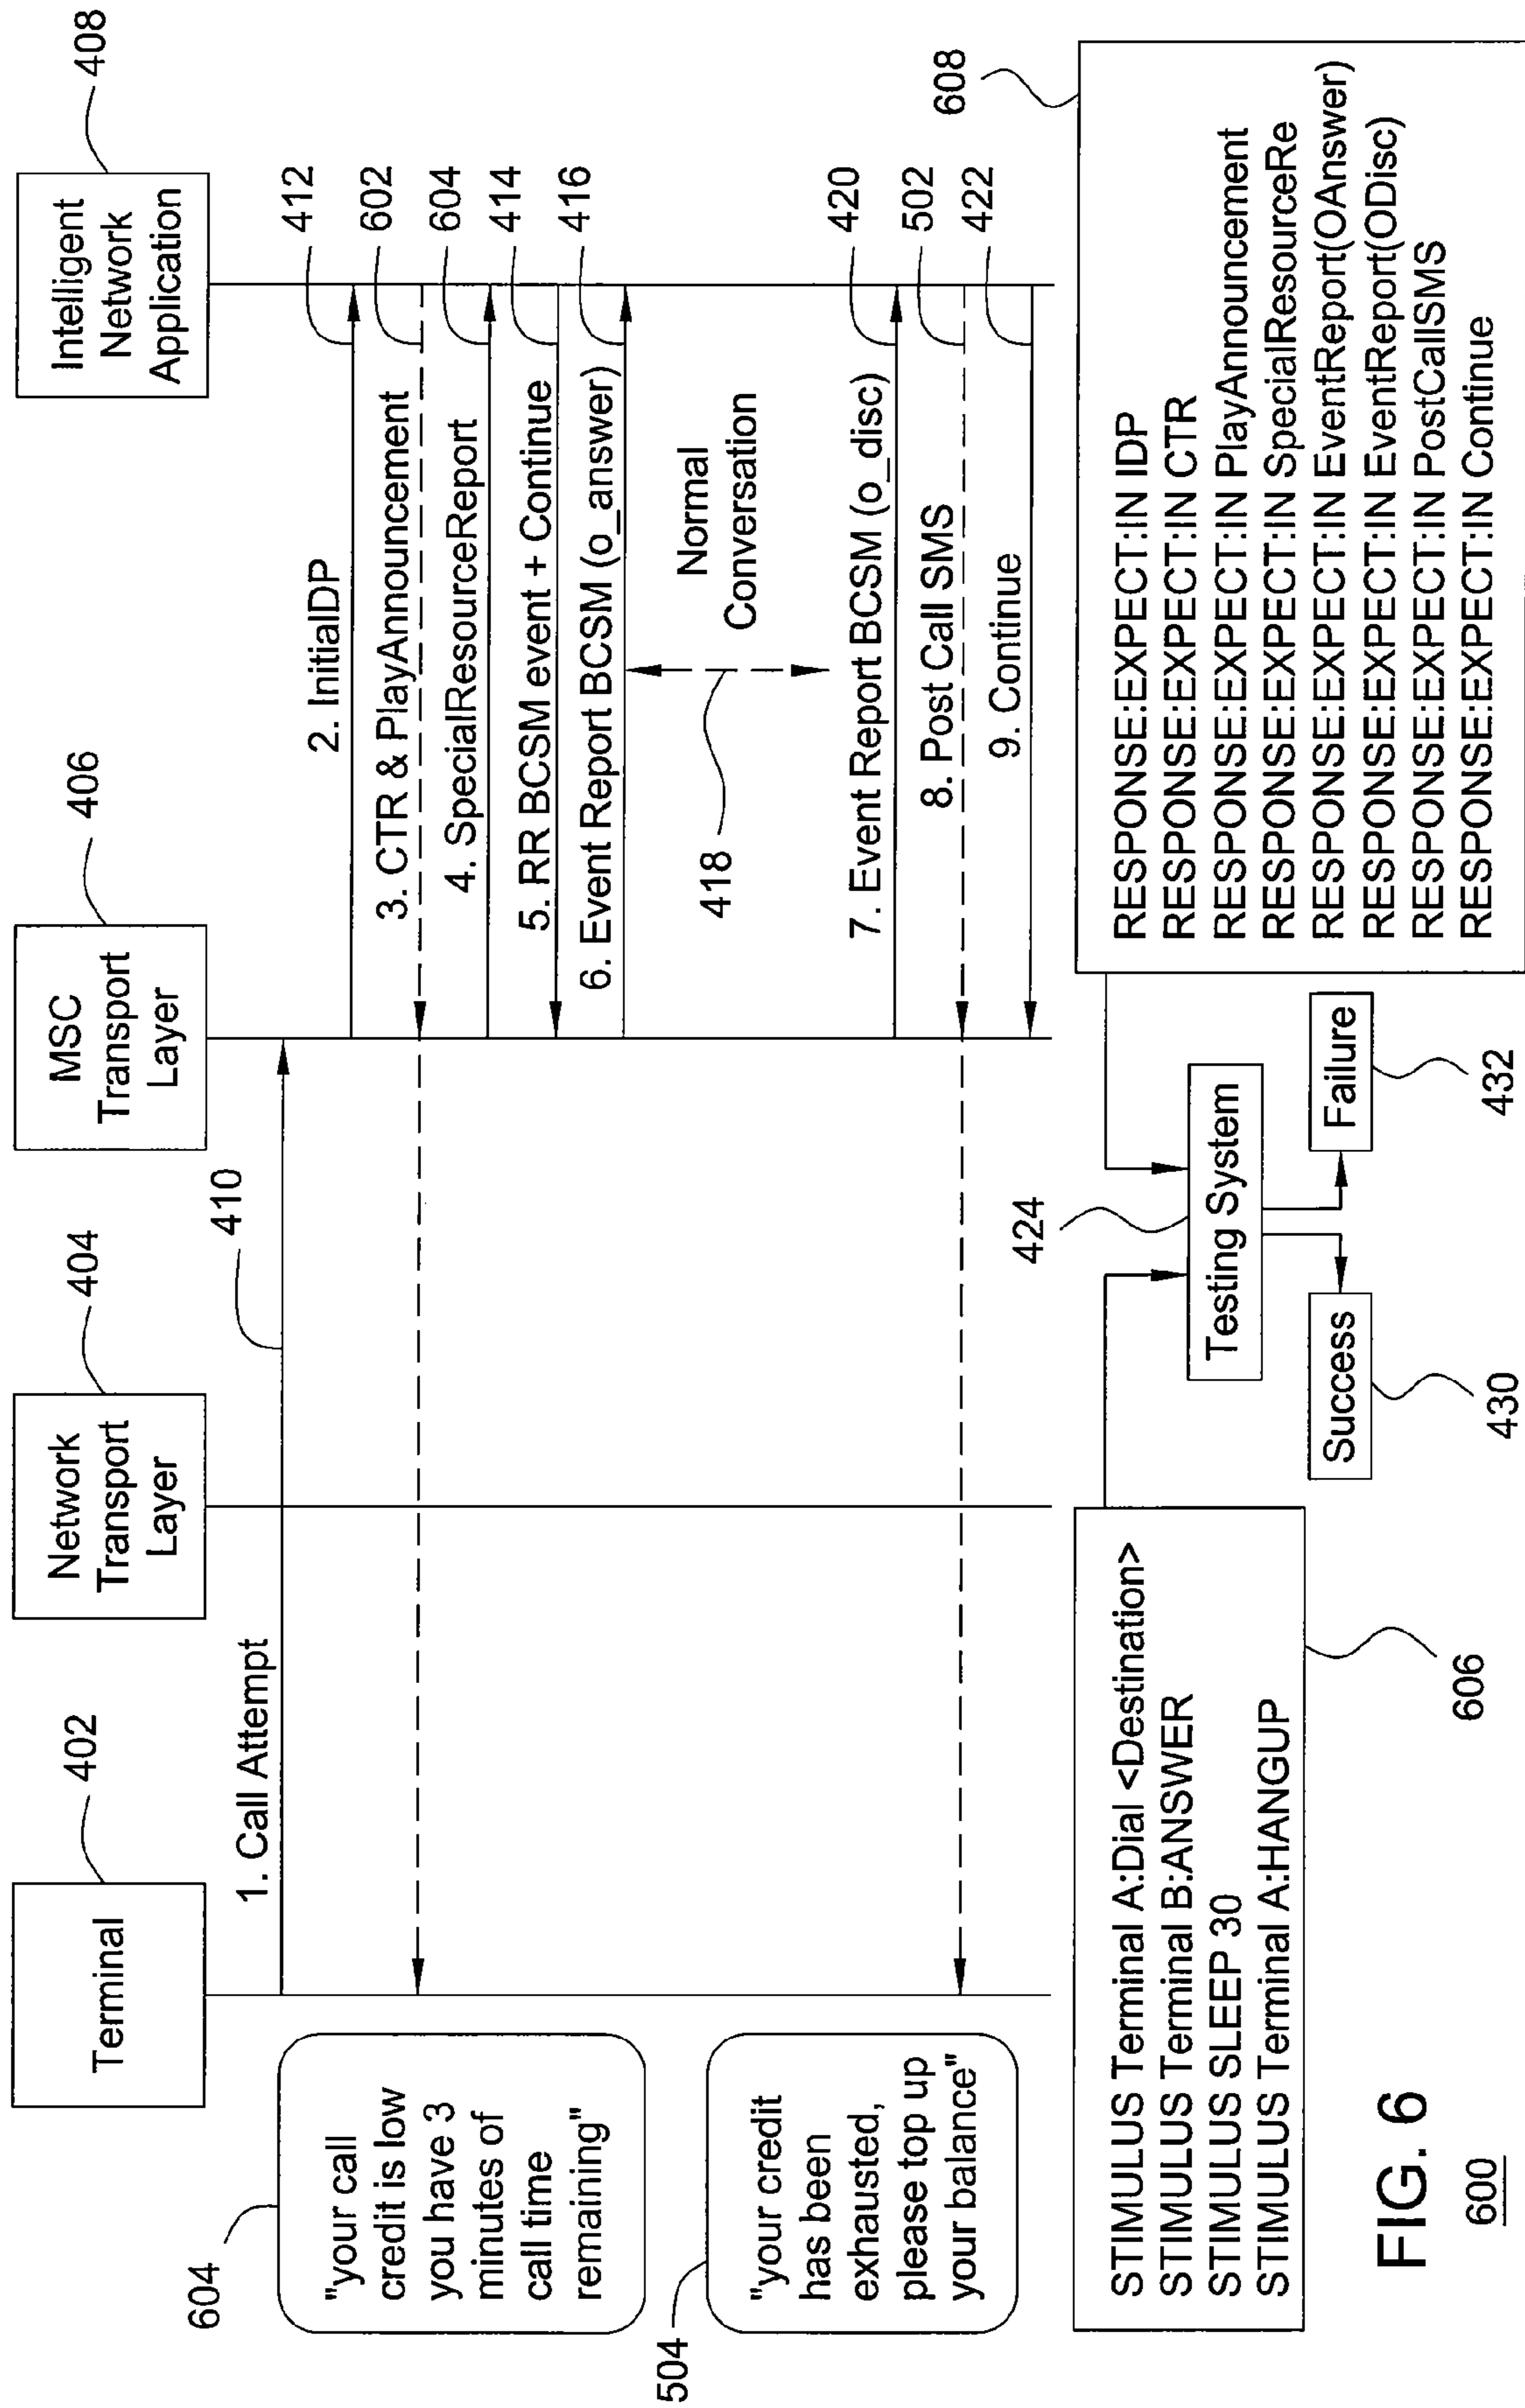 Terminal
402
Network
Transport
Layer
404
MSC
Transport
Layer
406
Intelligent
Network
Application
408
1. Call Attempt
410
2. InitialDP
412
3. CTR & PlayAnnouncement
602
4. SpecialResourceReport
604
5. RR BCSM event + Continue
414
6. Event Report BCSM (o_answer)
416
Normal
Conversation
418
7. Event Report BCSM (o_disc)
420
8. Post Call SMS
502
9. Continue
422
604
"your call
credit is low
you have 3
minutes of
call time
remaining"
504
"your credit
has been
exhausted,
please top up
your balance"
STIMULUS Terminal A:Dial <Destination>
STIMULUS Terminal B:ANSWER
STIMULUS SLEEP 30
STIMULUS Terminal A:HANGUP
606
424
Testing System
Success
430
Failure
432
608
RESPONSE:EXPECT:IN IDP
RESPONSE:EXPECT:IN CTR
RESPONSE:EXPECT:IN PlayAnnouncement
RESPONSE:EXPECT:IN SpecialResourceRe
RESPONSE:EXPECT:IN EventReport(OAnswer)
RESPONSE:EXPECT:IN EventReport(ODisc)
RESPONSE:EXPECT:IN PostCallSMS
RESPONSE:EXPECT:IN Continue
FIG. 6
600